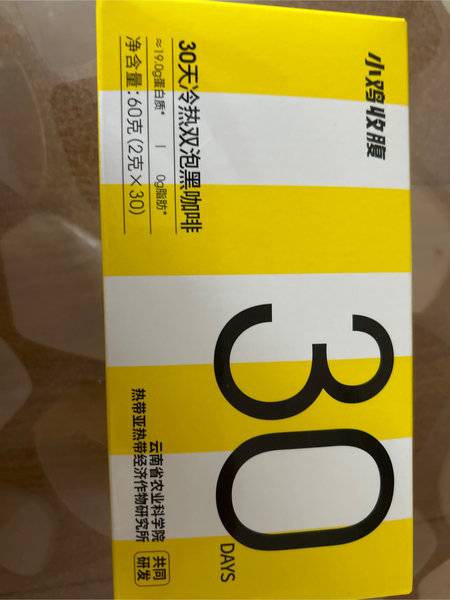 小鸡收腹
30天冷热双泡黑咖啡
≈19.0g蛋白质* | 0g脂肪*
净含量:60克(2克×30)
30
DAYS
云南省农业科学院
热带亚热带经济作物研究所
共同
研发